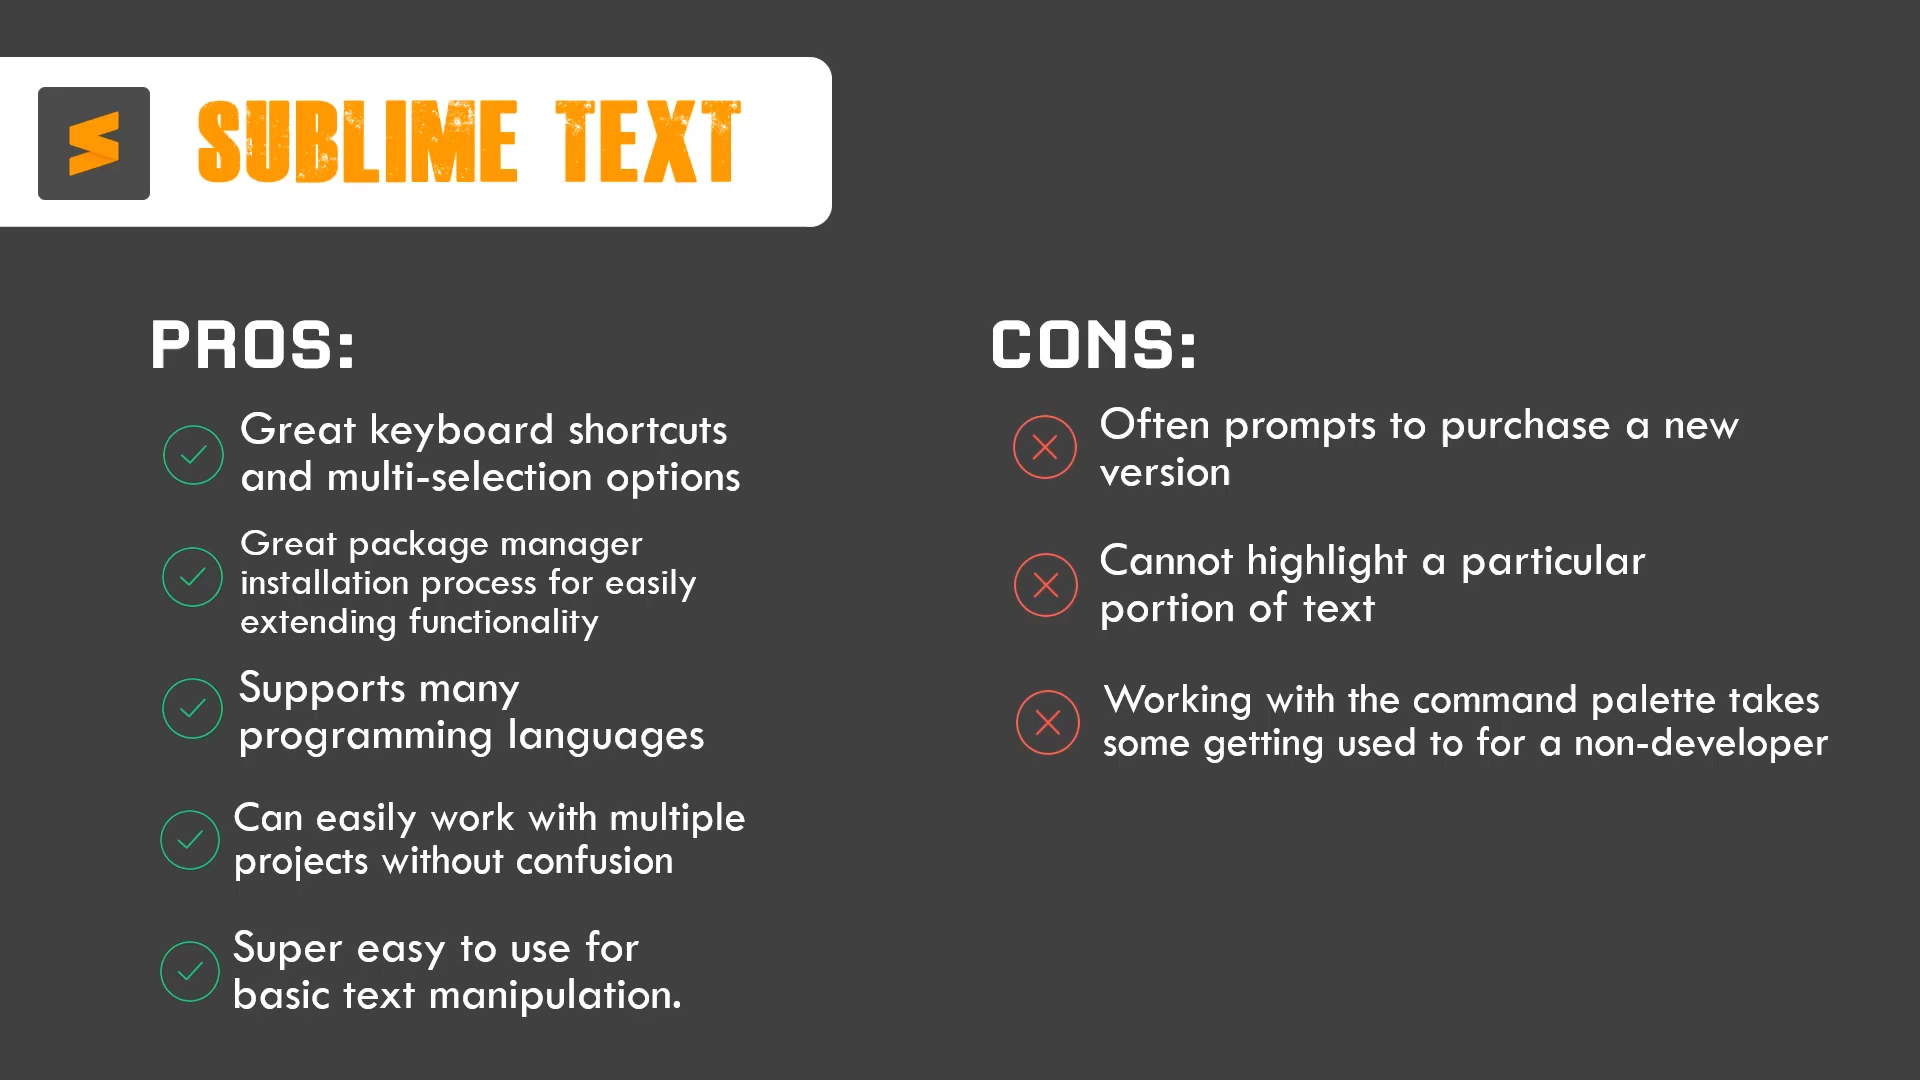 SUBLIME TEXT
PROS:
Great keyboard shortcuts
and multi-selection options
Great package manager
installation process for easily
extending functionality
Supports many
programming languages
Can easily work with multiple
projects without confusion
Super easy to use for
basic text manipulation.
CONS:
Often prompts to purchase a new
version
Cannot highlight a particular
portion of text
Working with the command palette takes
some getting used to for a non-developer